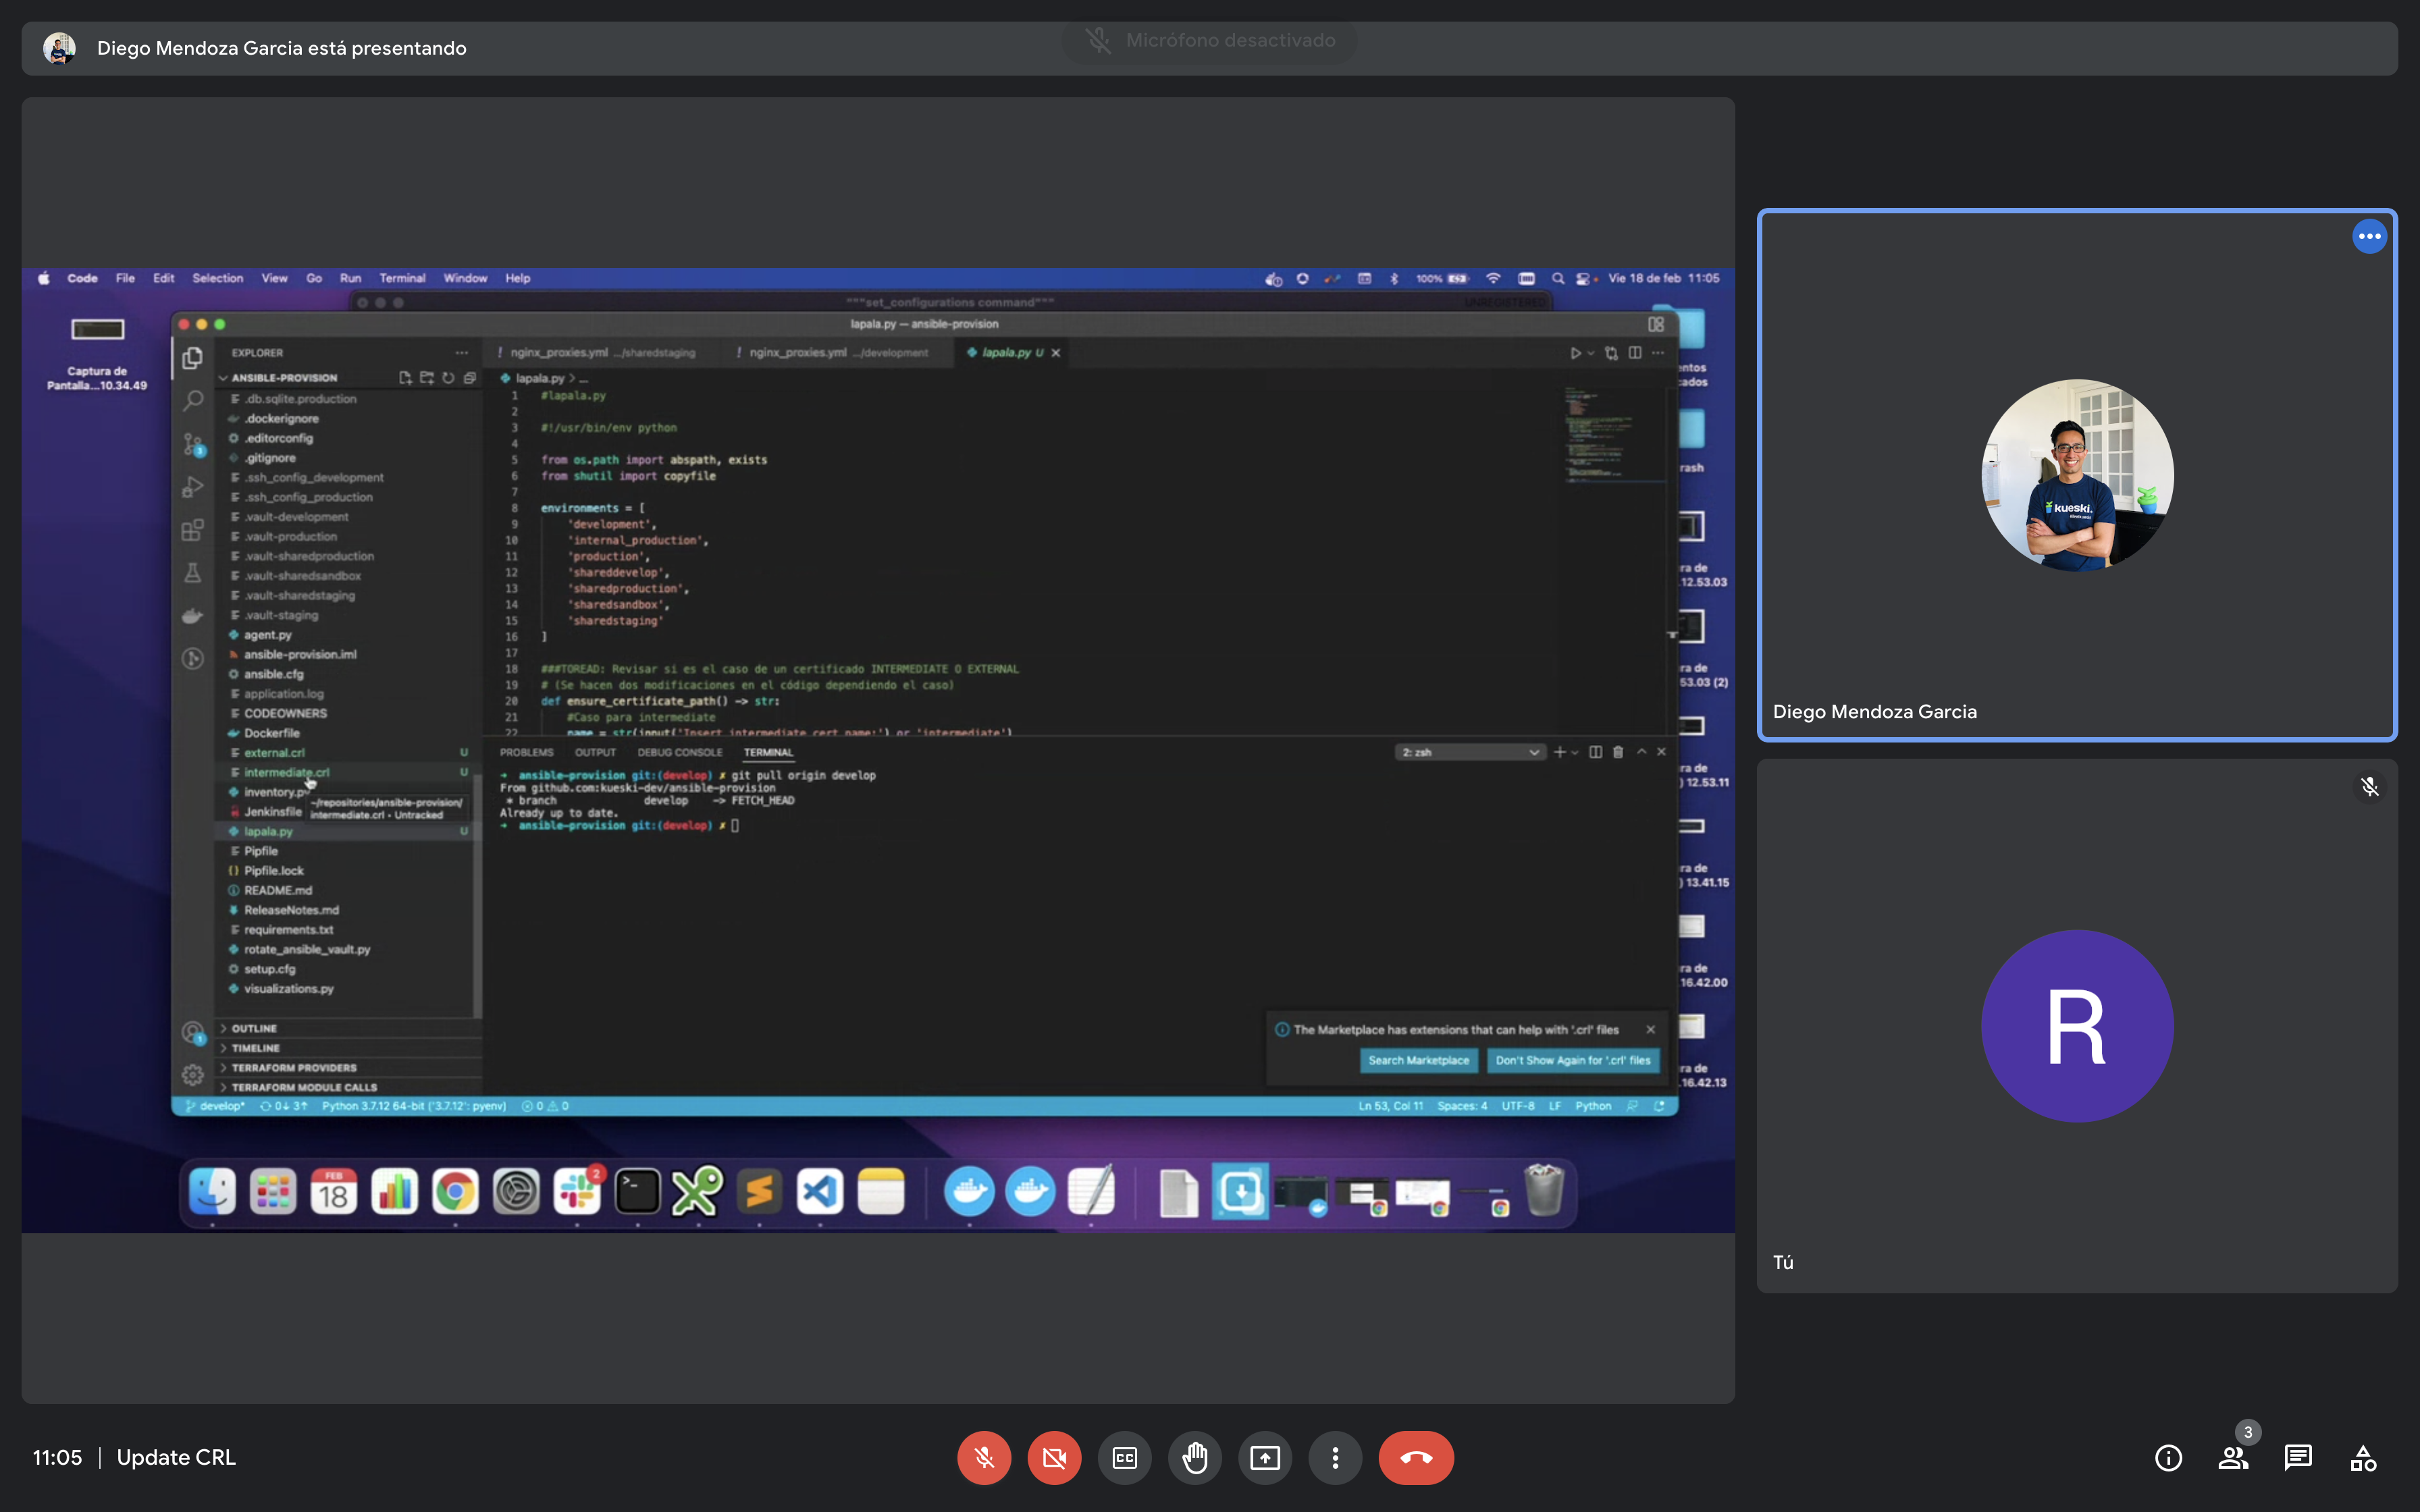 Diego Mendoza Garcia está presentando
Micrófono desactivado
Code File Edit Selection View Go Run Terminal Window Help
100% Vie 18 de feb 11:05
"""set_configurations command"""
UNREGISTERED
lapala.py — ansible-provision
Captura de
Pantalla...10.34.49
EXPLORER
nginx_proxies.yml .../sharedstaging
nginx_proxies.yml .../development
lapala.py U
ANSIBLE-PROVISION
.db.sqlite.production
.dockerignore
.editorconfig
.gitignore
.ssh_config_development
.ssh_config_production
.vault-development
.vault-production
.vault-sharedproduction
.vault-sharedsandbox
.vault-sharedstaging
.vault-staging
agent.py
ansible-provision.iml
ansible.cfg
application.log
CODEOWNERS
Dockerfile
external.crl U
intermediate.crl U
inventory.py
~/repositories/ansible-provision/
intermediate.crl • Untracked
Jenkinsfile
lapala.py U
Pipfile
Pipfile.lock
README.md
ReleaseNotes.md
requirements.txt
rotate_ansible_vault.py
setup.cfg
visualizations.py
OUTLINE
TIMELINE
TERRAFORM PROVIDERS
TERRAFORM MODULE CALLS
lapala.py > ...
1 #lapala.py
2
3 #!/usr/bin/env python
4
5 from os.path import abspath, exists
6 from shutil import copyfile
7
8 environments = [
9 'development',
10 'internal_production',
11 'production',
12 'shareddevelop',
13 'sharedproduction',
14 'sharedsandbox',
15 'sharedstaging'
16 ]
17
18 ###TOREAD: Revisar si es el caso de un certificado INTERMEDIATE O EXTERNAL
19 # (Se hacen dos modificaciones en el código dependiendo el caso)
20 def ensure_certificate_path() -> str:
21 #Caso para intermediate
22 name = str(input('Insert intermediate cert name:') or 'intermediate')
PROBLEMS OUTPUT DEBUG CONSOLE TERMINAL
2: zsh
→ ansible-provision git:(develop) ✗ git pull origin develop
From github.com:kueski-dev/ansible-provision
* branch develop -> FETCH_HEAD
Already up to date.
→ ansible-provision git:(develop) ✗
The Marketplace has extensions that can help with '.crl' files
Search Marketplace
Don't Show Again for '.crl' files
develop* 0↓ 3↑ Python 3.7.12 64-bit ('3.7.12': pyenv) 0 0
Ln 53, Col 11 Spaces: 4 UTF-8 LF Python
entos
cados
rash
ra de
12.53.03
ra de
53.03 (2)
ra de
) 12.53.11
ra de
) 13.41.15
ra de
16.42.00
ra de
16.42.13
FEB
18
2
kueski.
Diego Mendoza Garcia
R
Tú
11:05 | Update CRL
CC
3